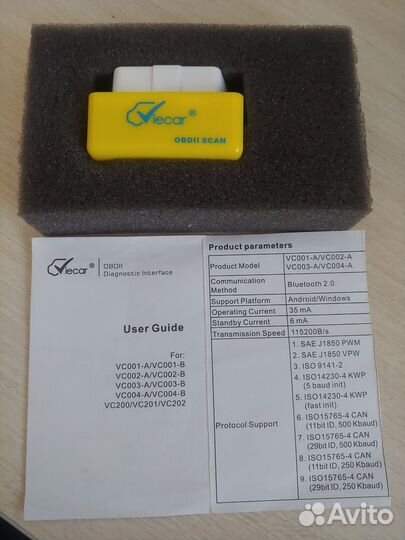 Viecar®
OBDII SCAN
Viecar®
OBDII
Diagnostic Interface
User Guide
For:
VC001-A/VC001-B
VC002-A/VC002-B
VC003-A/VC003-B
VC004-A/VC004-B
VC200/VC201/VC202
Product parameters
Product Model
VC001-A/VC002-A
VC003-A/VC004-A
Communication Method
Bluetooth 2.0
Support Platform
Android/Windows
Operating Current
35 mA
Standby Current
6 mA
Transmission Speed
115200B/s
Protocol Support
1. SAE J1850 PWM
2. SAE J1850 VPW
3. ISO 9141-2
4. ISO14230-4 KWP
(5 baud init)
5. ISO14230-4 KWP
(fast init)
6. ISO15765-4 CAN
(11bit ID, 500 Kbaud)
7. ISO15765-4 CAN
(29bit ID, 500 Kbaud)
8. ISO15765-4 CAN
(11bit ID, 250 Kbaud)
9. ISO15765-4 CAN
(29bit ID, 250 Kbaud)
Avito